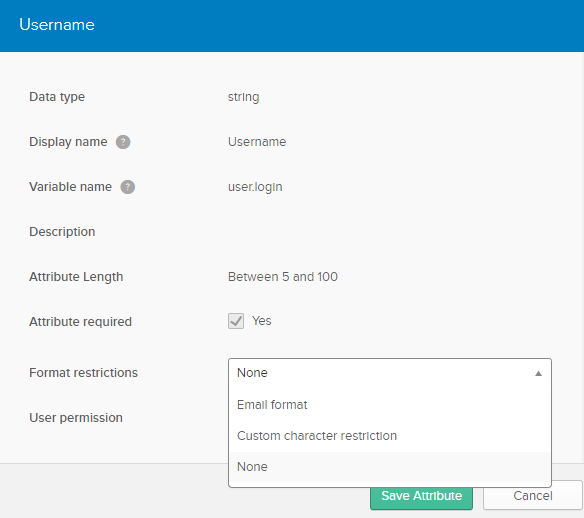 Username
Data type string
Display name ? Username
Variable name ? user.login
Description
Attribute Length Between 5 and 100
Attribute required Yes
Format restrictions None
Email format
User permission
Custom character restriction
None
Save Attribute Cancel